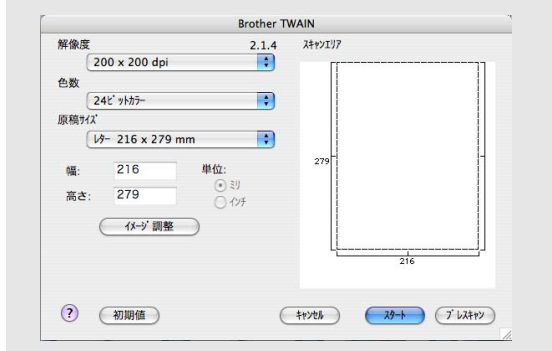 Brother TWAIN
解像度
2.1.4
200 x 200 dpi
色数
24ﾋﾞｯﾄｶﾗｰ
原稿ｻｲｽﾞ
ﾚﾀｰ 216 x 279 mm
幅:
216
単位:
ﾐﾘ
高さ:
279
ｲﾝﾁ
ｲﾒｰｼﾞ調整
ｽｷｬﾝｴﾘｱ
279
216
?
初期値
ｷｬﾝｾﾙ
ｽﾀｰﾄ
ﾌﾟﾚｽｷｬﾝ